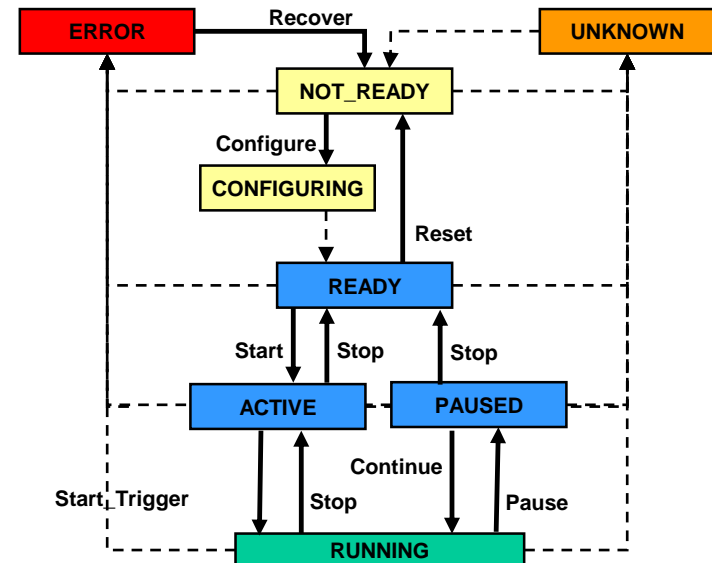 Recover
ERROR
UNKNOWN
NOT_READY
Configure
CONFIGURING
Reset
READY
Start
Stop
Stop
ACTIVE
PAUSED
Continue
Start_Trigger
Stop
Pause
RUNNING